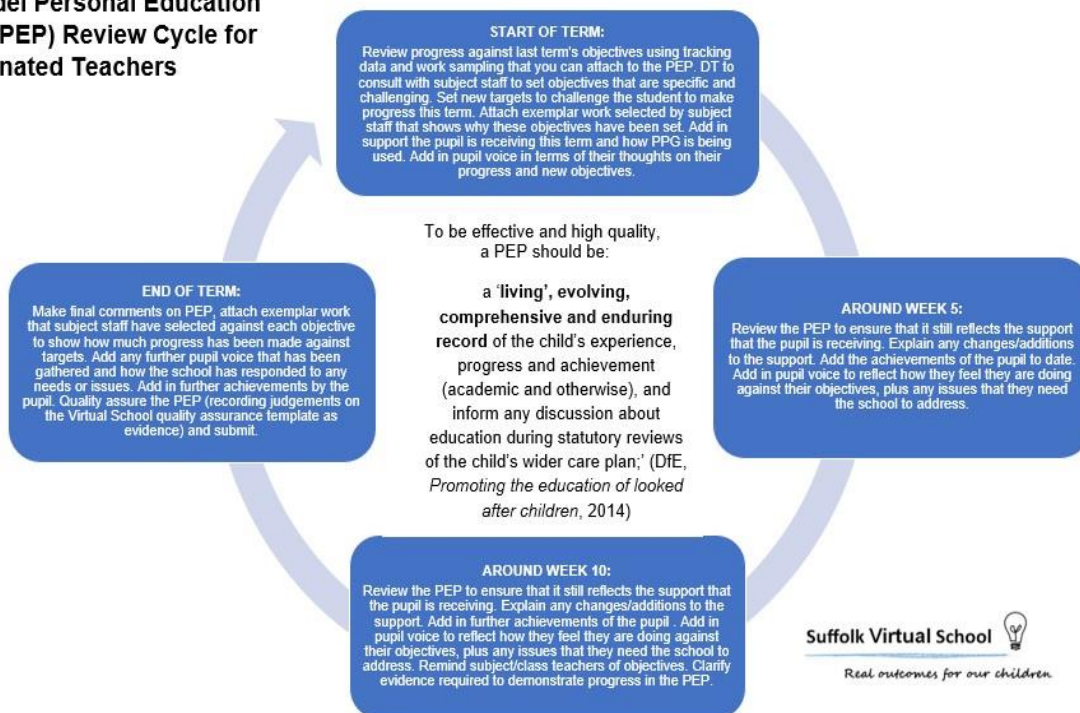 del Personal Education
PEP) Review Cycle for
nated Teachers
START OF TERM:
Review progress against last term's objectives using tracking
data and work sampling that you can attach to the PEP. DT to
consult with subject staff to set objectives that are specific and
challenging. Set new targets to challenge the student to make
progress this term. Attach exemplar work selected by subject
staff that shows why these objectives have been set. Add in
support the pupil is receiving this term and how PPG is being
used. Add in pupil voice in terms of their thoughts on their
progress and new objectives.
To be effective and high quality,
a PEP should be:
a ‘living’, evolving,
comprehensive and enduring
record of the child’s experience,
progress and achievement
(academic and otherwise), and
inform any discussion about
education during statutory reviews
of the child’s wider care plan;’ (DfE,
Promoting the education of looked
after children, 2014)
AROUND WEEK 5:
Review the PEP to ensure that it still reflects the support
that the pupil is receiving. Explain any changes/additions
to the support. Add the achievements of the pupil to date.
Add in pupil voice to reflect how they feel they are doing
against their objectives, plus any issues that they need
the school to address.
AROUND WEEK 10:
Review the PEP to ensure that it still reflects the support that
the pupil is receiving. Explain any changes/additions to the
support. Add in further achievements of the pupil . Add in
pupil voice to reflect how they feel they are doing against
their objectives, plus any issues that they need the school to
address. Remind subject/class teachers of objectives. Clarify
evidence required to demonstrate progress in the PEP.
END OF TERM:
Make final comments on PEP, attach exemplar work
that subject staff have selected against each objective
to show how much progress has been made against
targets. Add any further pupil voice that has been
gathered and how the school has responded to any
needs or issues. Add in further achievements by the
pupil. Quality assure the PEP (recording judgements on
the Virtual School quality assurance template as
evidence) and submit.
Suffolk Virtual School
Real outcomes for our children